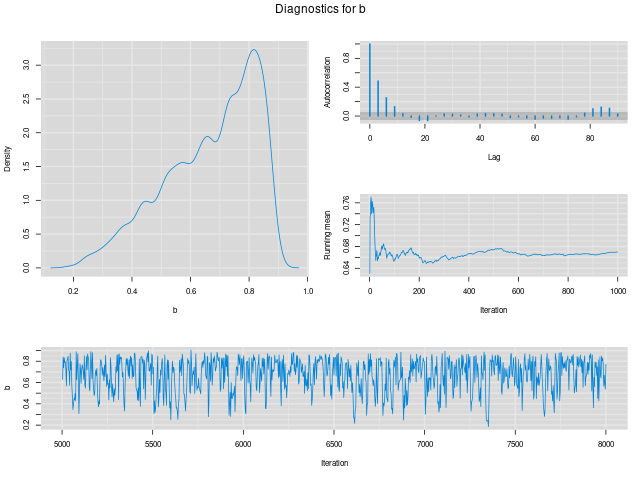 Diagnostics for b
Density
0.0 0.5 1.0 1.5 2.0 2.5 3.0
0.2 0.4 0.6 0.8 1.0
b
Autocorrelation
0.0 0.4 0.8
0 20 40 60 80
Lag
Running mean
0.64 0.68 0.72 0.76
0 200 400 600 800 1000
Iteration
b
0.2 0.4 0.6 0.8
5000 5500 6000 6500 7000 7500 8000
Iteration